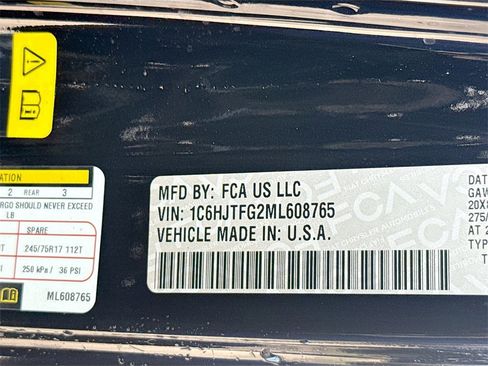 ATION
2 REAR 3
RGO SHOULD NEVER EXCEED
LB
SPARE
T 245/75R17 112T
I 250 kPa / 36 PSI
ML608765
MFD BY: FCA US LLC
VIN: 1C6HJTFG2ML608765
VEHICLE MADE IN: U.S.A.
DAT
GAW
20X8
275/
AT 2
TYP